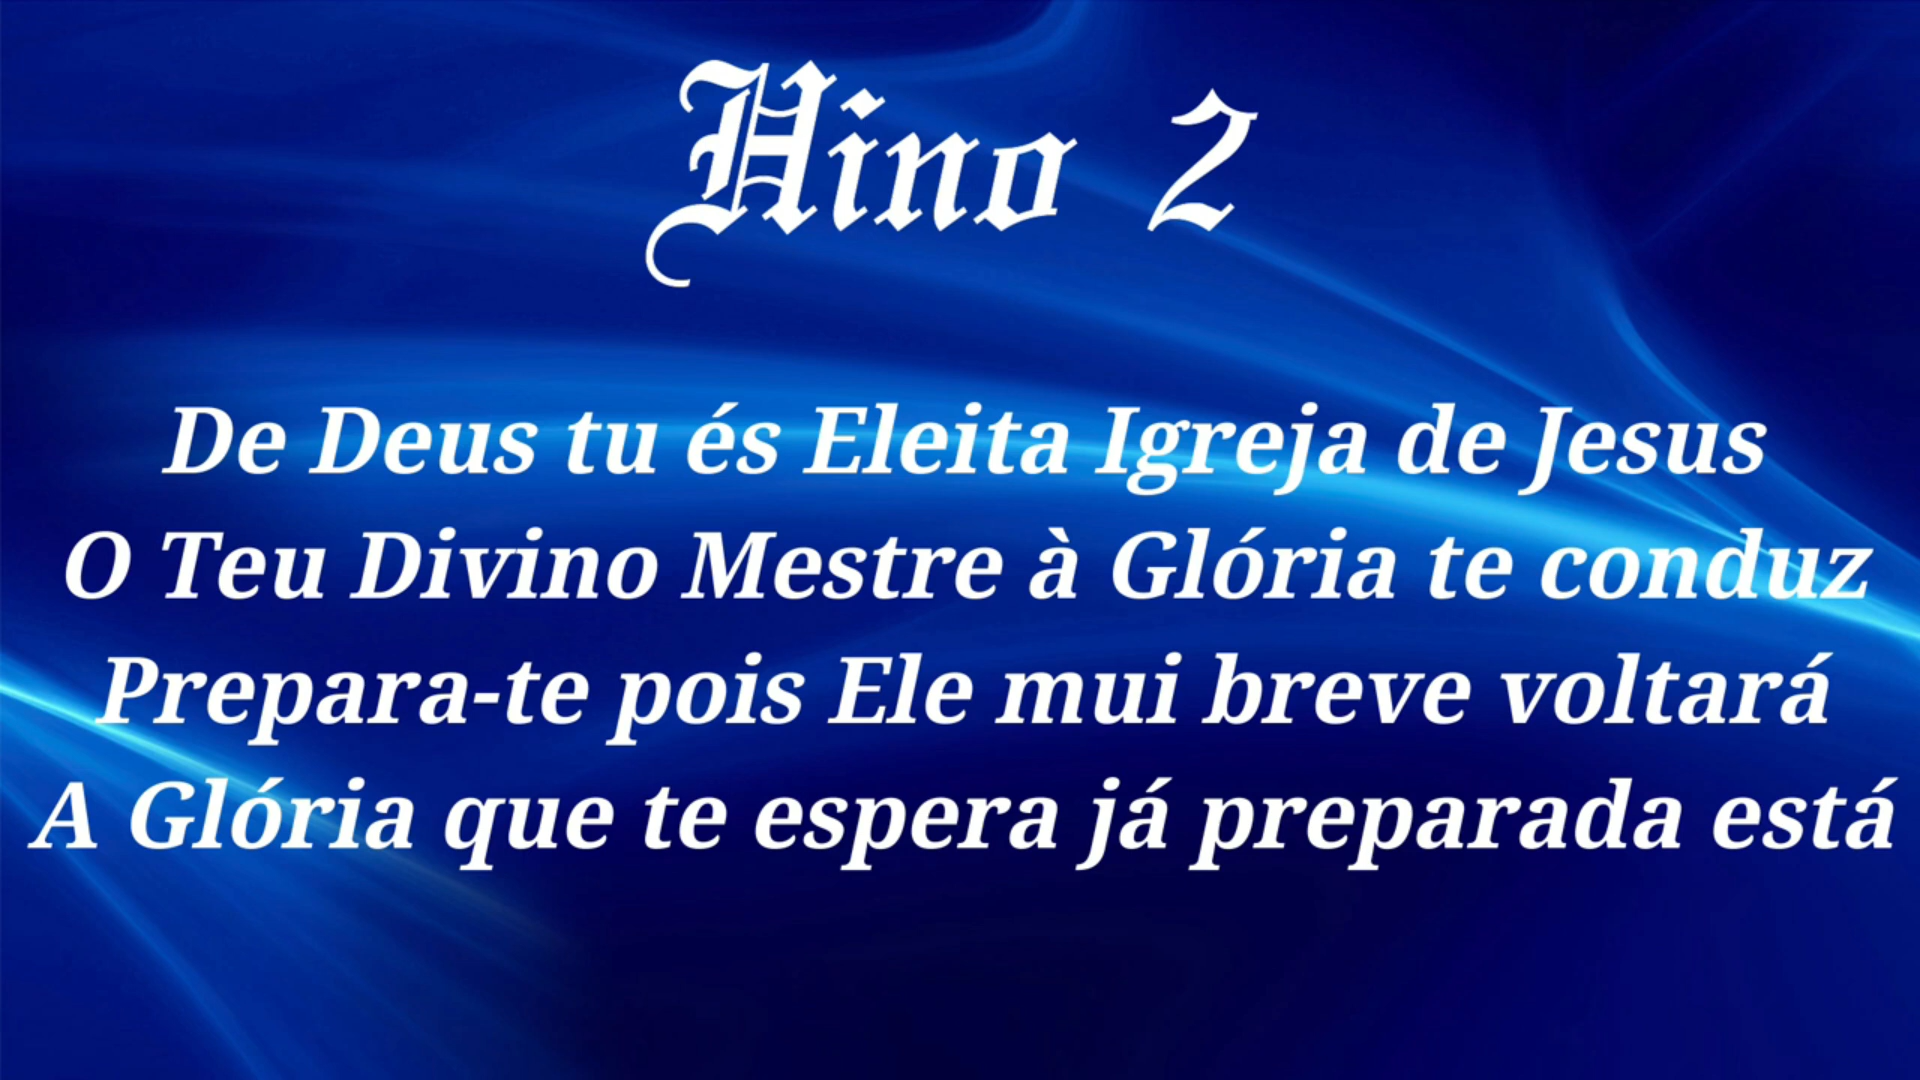 Hino 2
De Deus tu és Eleita Igreja de Jesus
O Teu Divino Mestre à Glória te conduz
Prepara-te pois Ele mui breve voltará
A Glória que te espera já preparada está